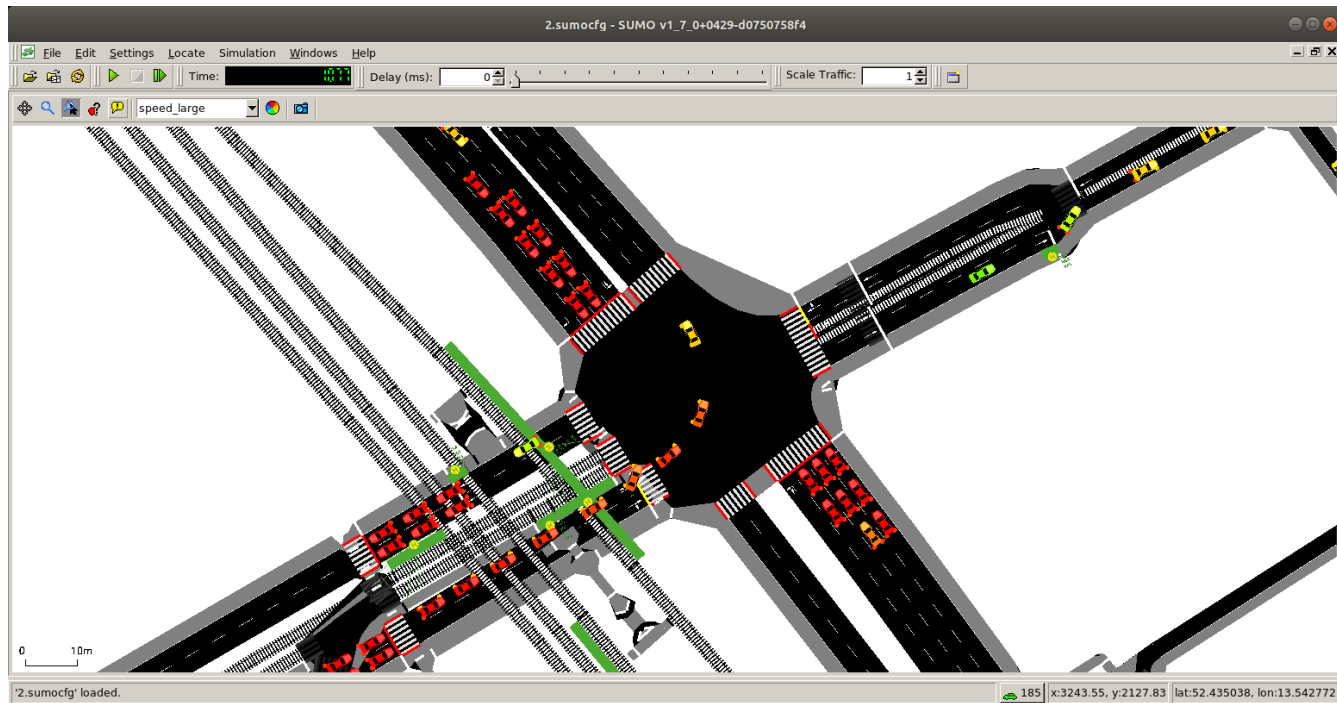 2.sumocfg - SUMO v1_7_0+0429-d0750758f4
File Edit Settings Locate Simulation Windows Help
Time: 1077 Delay (ms): 0 Scale Traffic: 1
speed_large
0 10m
'2.sumocfg' loaded. 185 x:3243.55, y:2127.83 lat:52.435038, lon:13.542772